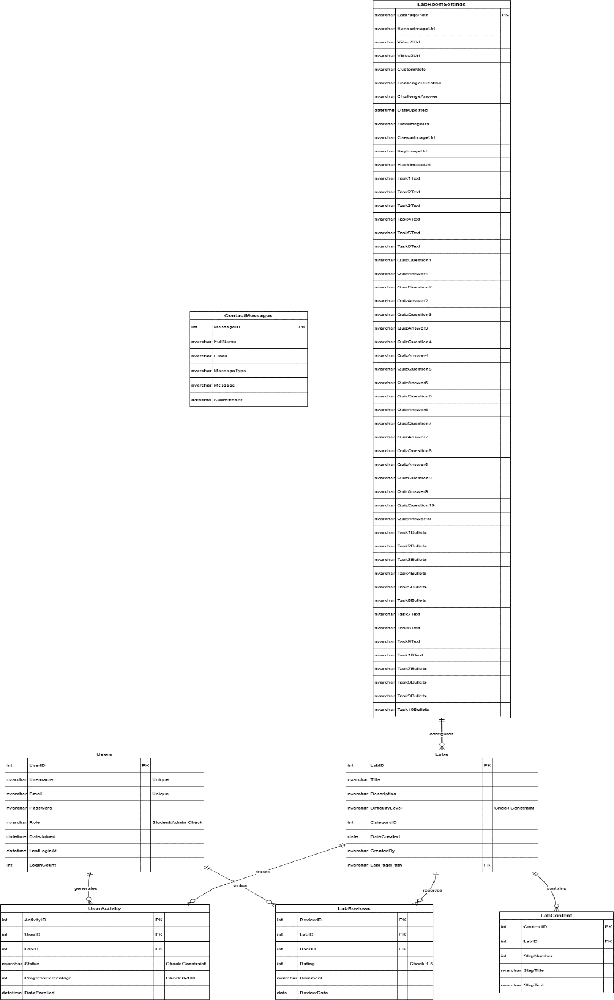 LabRoomSettings
nvarchar LabPagePath PK
nvarchar BannerImageUrl
nvarchar Video1Url
nvarchar Video2Url
nvarchar CustomNote
nvarchar ChallengeQuestion
nvarchar ChallengeAnswer
datetime DateUpdated
nvarchar FlowImageUrl
nvarchar CaesarImageUrl
nvarchar KeyImageUrl
nvarchar HashImageUrl
nvarchar Task1Text
nvarchar Task2Text
nvarchar Task3Text
nvarchar Task4Text
nvarchar Task5Text
nvarchar Task6Text
nvarchar QuizQuestion1
nvarchar QuizAnswer1
nvarchar QuizQuestion2
nvarchar QuizAnswer2
nvarchar QuizQuestion3
nvarchar QuizAnswer3
nvarchar QuizQuestion4
nvarchar QuizAnswer4
nvarchar QuizQuestion5
nvarchar QuizAnswer5
nvarchar QuizQuestion6
nvarchar QuizAnswer6
nvarchar QuizQuestion7
nvarchar QuizAnswer7
nvarchar QuizQuestion8
nvarchar QuizAnswer8
nvarchar QuizQuestion9
nvarchar QuizAnswer9
nvarchar QuizQuestion10
nvarchar QuizAnswer10
nvarchar Task1Bullets
nvarchar Task2Bullets
nvarchar Task3Bullets
nvarchar Task4Bullets
nvarchar Task5Bullets
nvarchar Task6Bullets
nvarchar Task7Text
nvarchar Task8Text
nvarchar Task9Text
nvarchar Task10Text
nvarchar Task7Bullets
nvarchar Task8Bullets
nvarchar Task9Bullets
nvarchar Task10Bullets
ContactMessages
int MessageID PK
nvarchar FullName
nvarchar Email
nvarchar MessageType
nvarchar Message
datetime SubmittedAt
configures
Users
int UserID PK
nvarchar Username Unique
nvarchar Email Unique
nvarchar Password
nvarchar Role Student/Admin Check
datetime DateJoined
datetime LastLoginAt
int LoginCount
Labs
int LabID PK
nvarchar Title
nvarchar Description
nvarchar DifficultyLevel Check Constraint
int CategoryID
date DateCreated
nvarchar CreatedBy
nvarchar LabPagePath FK
tracks
writes
generates
receives
contains
UserActivity
int ActivityID PK
int UserID FK
int LabID FK
nvarchar Status Check Constraint
int ProgressPercentage Check 0-100
datetime DateEnrolled
LabReviews
int ReviewID PK
int LabID FK
int UserID FK
int Rating Check 1-5
nvarchar Comment
date ReviewDate
LabContent
int ContentID PK
int LabID FK
int StepNumber
nvarchar StepTitle
nvarchar StepText